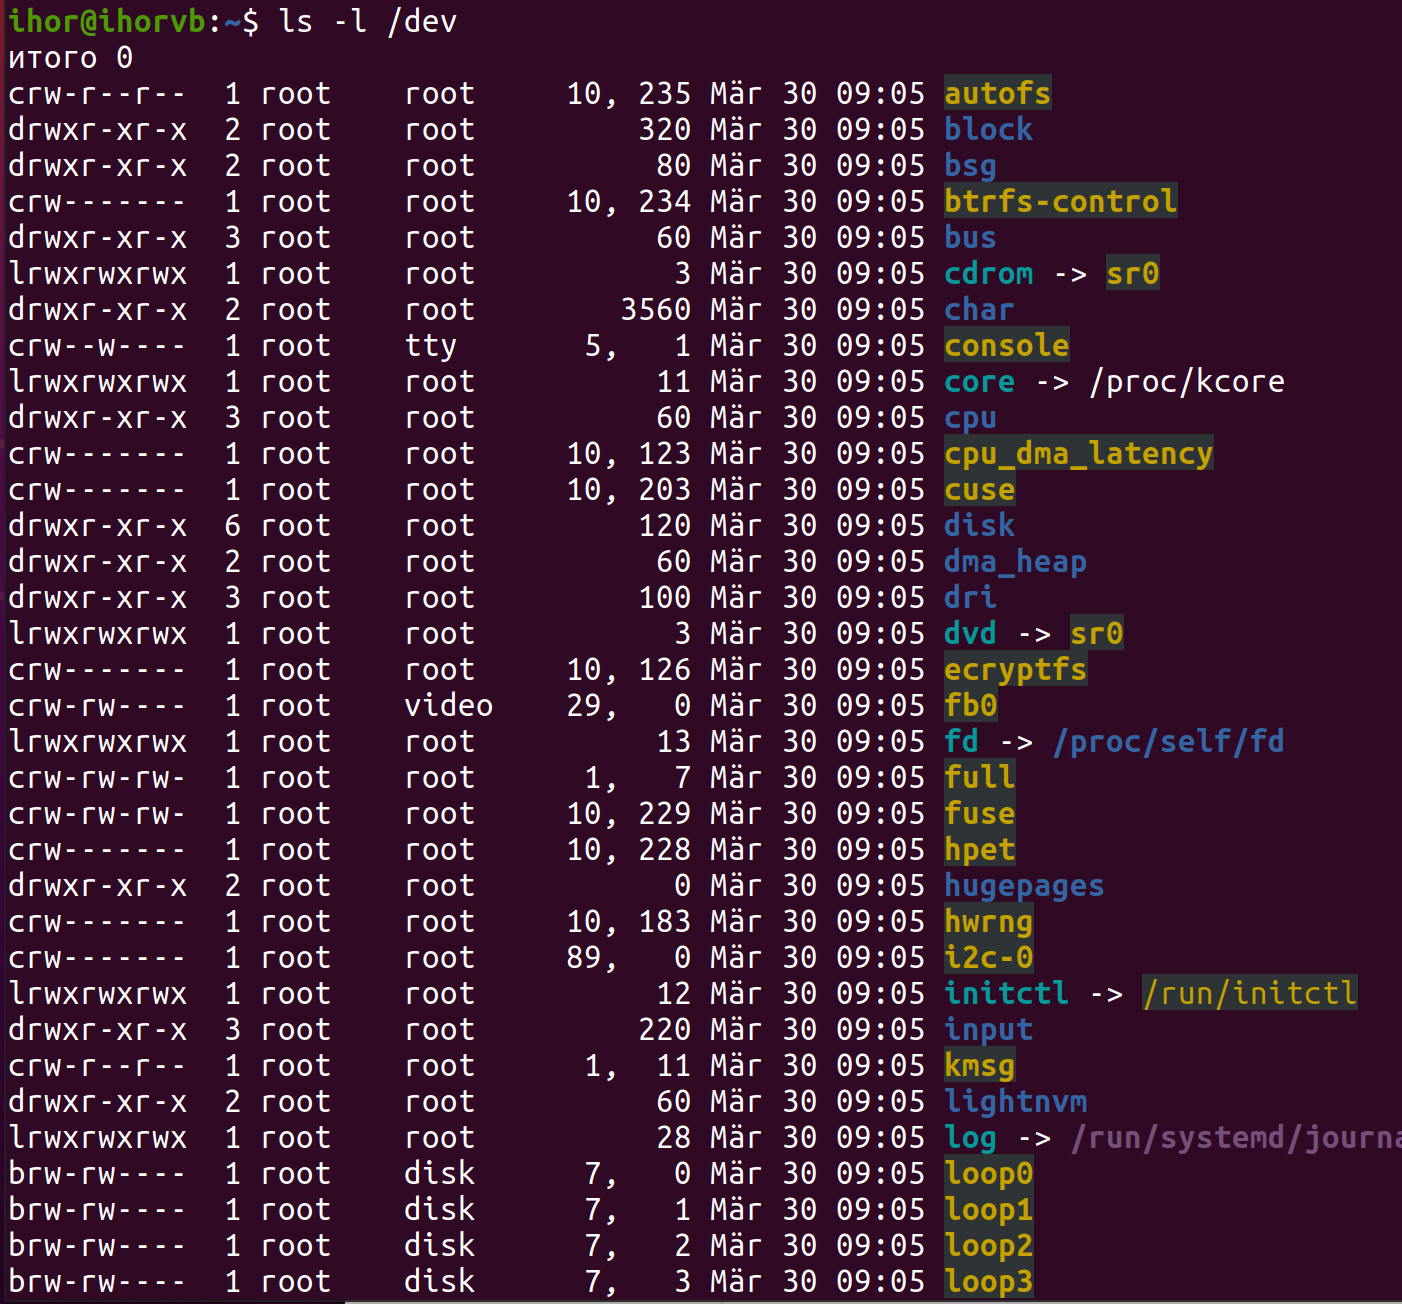 ihor@ihorvb:~$ ls -l /dev
итого 0
crw-r--r--  1 root    root     10, 235 Mär 30 09:05 autofs
drwxr-xr-x  2 root    root         320 Mär 30 09:05 block
drwxr-xr-x  2 root    root          80 Mär 30 09:05 bsg
crw-------  1 root    root     10, 234 Mär 30 09:05 btrfs-control
drwxr-xr-x  3 root    root          60 Mär 30 09:05 bus
lrwxrwxrwx  1 root    root           3 Mär 30 09:05 cdrom -> sr0
drwxr-xr-x  2 root    root        3560 Mär 30 09:05 char
crw--w----  1 root    tty       5,   1 Mär 30 09:05 console
lrwxrwxrwx  1 root    root          11 Mär 30 09:05 core -> /proc/kcore
drwxr-xr-x  3 root    root          60 Mär 30 09:05 cpu
crw-------  1 root    root     10, 123 Mär 30 09:05 cpu_dma_latency
crw-------  1 root    root     10, 203 Mär 30 09:05 cuse
drwxr-xr-x  6 root    root         120 Mär 30 09:05 disk
drwxr-xr-x  2 root    root          60 Mär 30 09:05 dma_heap
drwxr-xr-x  3 root    root         100 Mär 30 09:05 dri
lrwxrwxrwx  1 root    root           3 Mär 30 09:05 dvd -> sr0
crw-------  1 root    root     10, 126 Mär 30 09:05 ecryptfs
crw-rw----  1 root    video    29,   0 Mär 30 09:05 fb0
lrwxrwxrwx  1 root    root          13 Mär 30 09:05 fd -> /proc/self/fd
crw-rw-rw-  1 root    root      1,   7 Mär 30 09:05 full
crw-rw-rw-  1 root    root     10, 229 Mär 30 09:05 fuse
crw-------  1 root    root     10, 228 Mär 30 09:05 hpet
drwxr-xr-x  2 root    root           0 Mär 30 09:05 hugepages
crw-------  1 root    root     10, 183 Mär 30 09:05 hwrng
crw-------  1 root    root     89,   0 Mär 30 09:05 i2c-0
lrwxrwxrwx  1 root    root          12 Mär 30 09:05 initctl -> /run/initctl
drwxr-xr-x  3 root    root         220 Mär 30 09:05 input
crw-r--r--  1 root    root      1,  11 Mär 30 09:05 kmsg
drwxr-xr-x  2 root    root          60 Mär 30 09:05 lightnvm
lrwxrwxrwx  1 root    root          28 Mär 30 09:05 log -> /run/systemd/journa
brw-rw----  1 root    disk      7,   0 Mär 30 09:05 loop0
brw-rw----  1 root    disk      7,   1 Mär 30 09:05 loop1
brw-rw----  1 root    disk      7,   2 Mär 30 09:05 loop2
brw-rw----  1 root    disk      7,   3 Mär 30 09:05 loop3